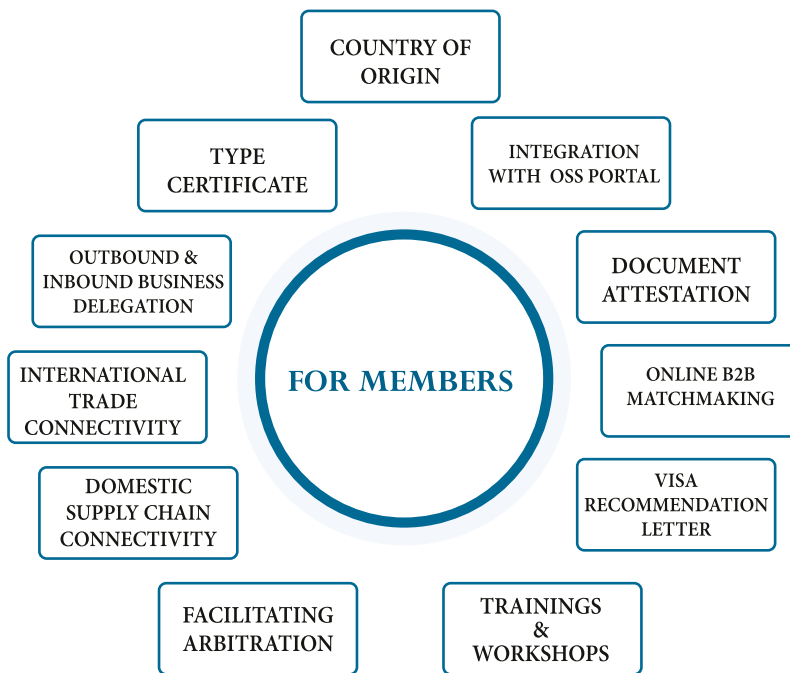 COUNTRY OF
ORIGIN
TYPE
CERTIFICATE
INTEGRATION
WITH OSS PORTAL
OUTBOUND &
INBOUND BUSINESS
DELEGATION
DOCUMENT
ATTESTATION
INTERNATIONAL
TRADE
CONNECTIVITY
FOR MEMBERS
ONLINE B2B
MATCHMAKING
DOMESTIC
SUPPLY CHAIN
CONNECTIVITY
VISA
RECOMMENDATION
LETTER
FACILITATING
ARBITRATION
TRAININGS
&
WORKSHOPS